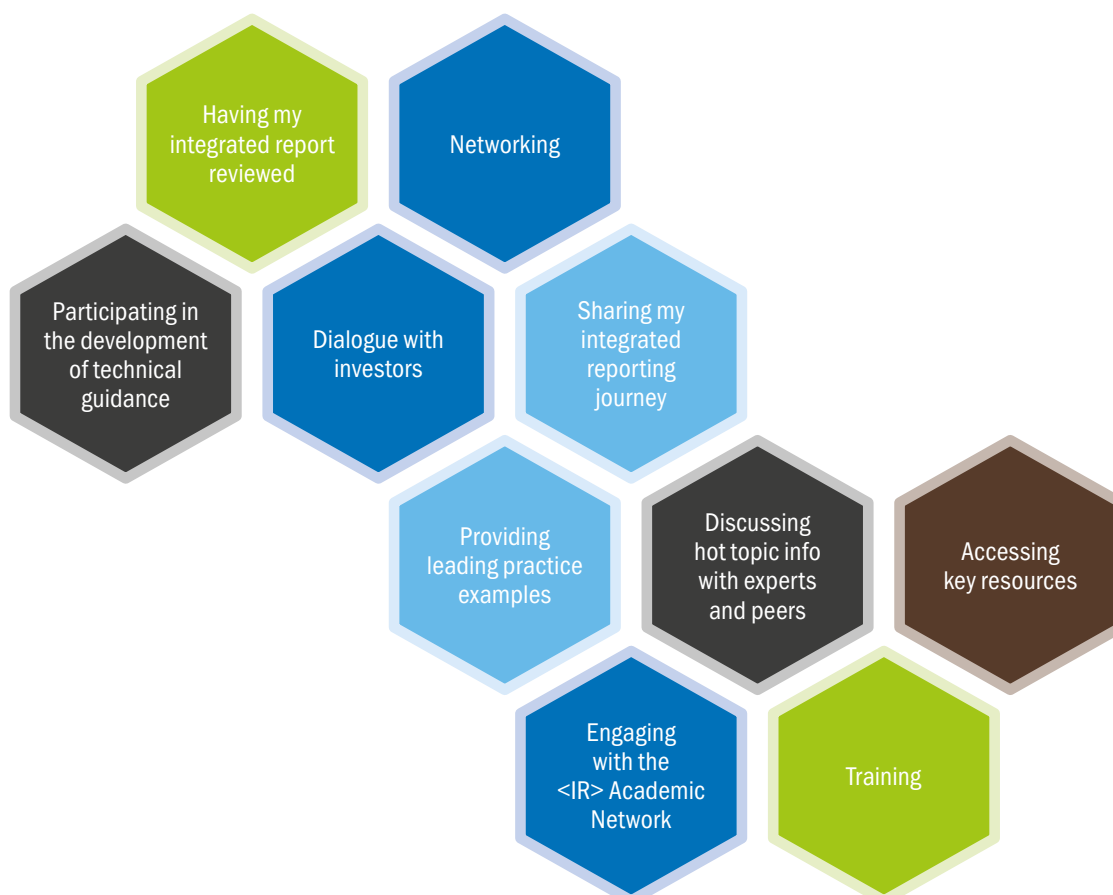 Having my
integrated report
reviewed
Networking
Participating in
the development
of technical
guidance
Dialogue with
investors
Sharing my
integrated
reporting
journey
Providing
leading practice
examples
Discussing
hot topic info
with experts
and peers
Accessing
key resources
Engaging
with the
<IR> Academic
Network
Training